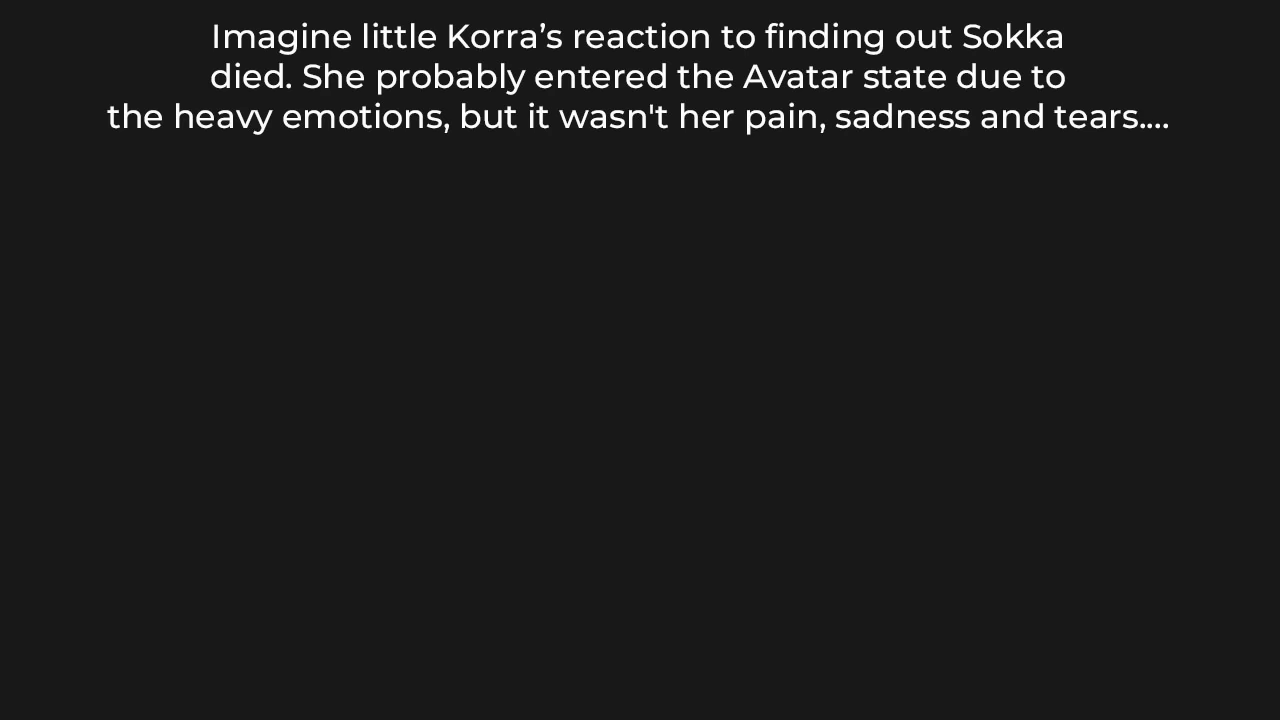 Imagine little Korra’s reaction to finding out Sokka
died. She probably entered the Avatar state due to
the heavy emotions, but it wasn't her pain, sadness and tears....